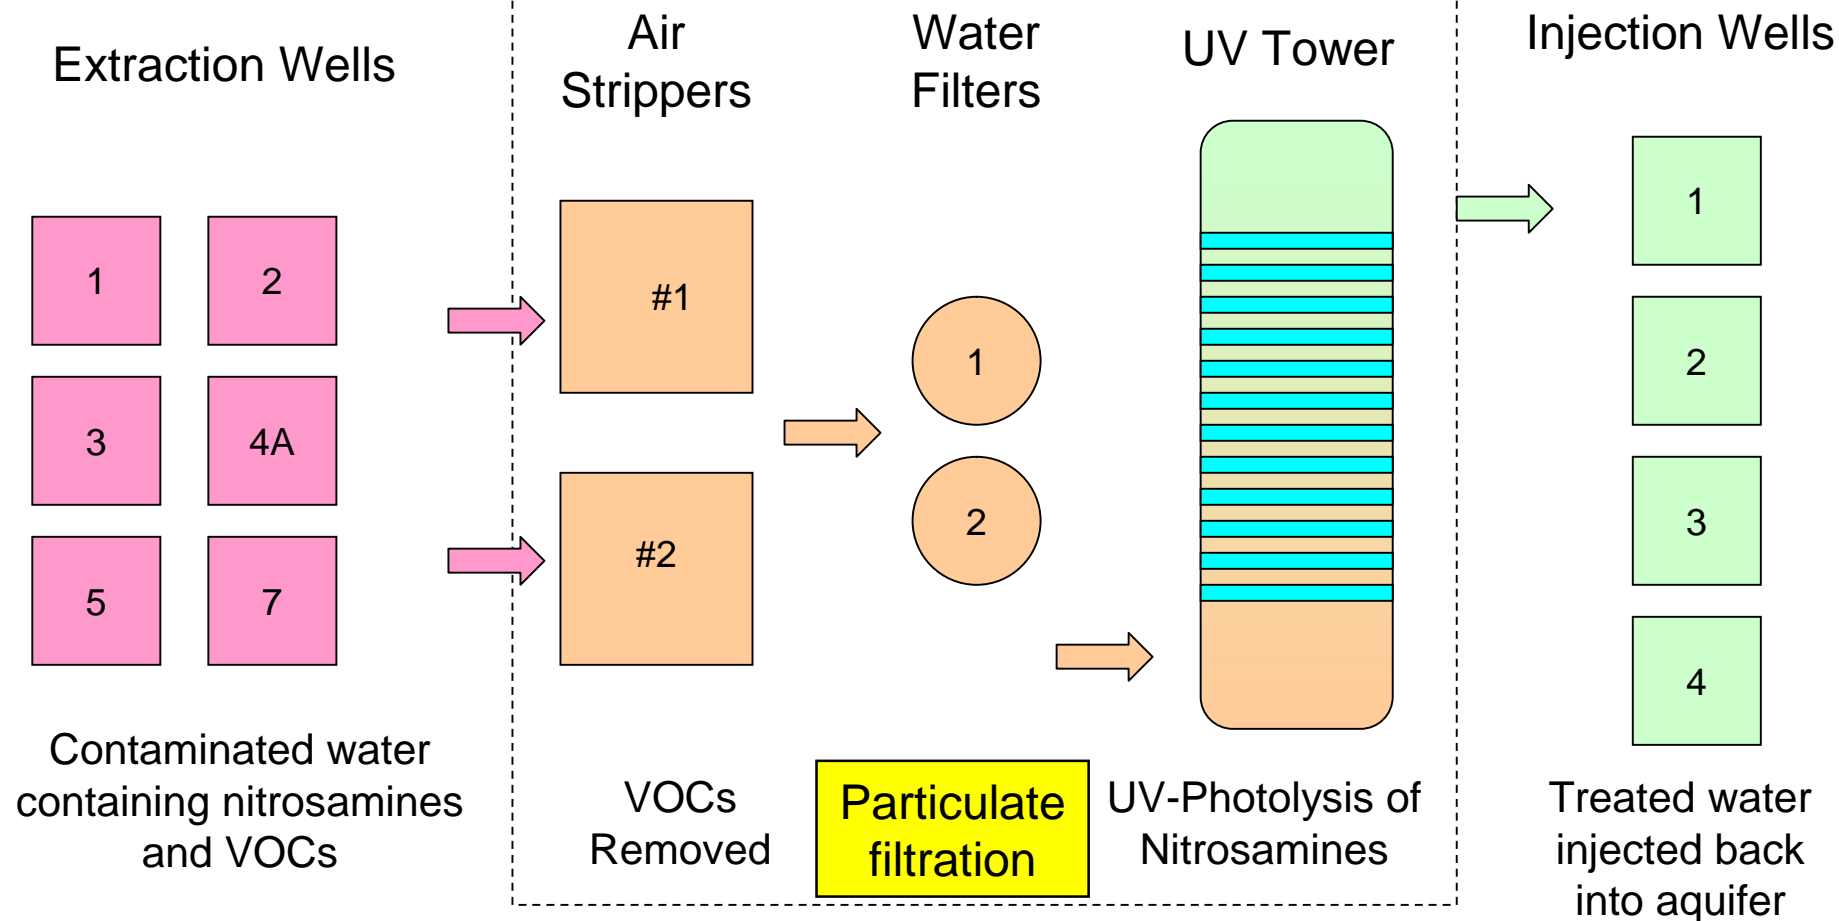 Extraction Wells
Air
Strippers
Water
Filters
UV Tower
Injection Wells
1
2
3
4A
5
7
#1
#2
1
2
1
2
3
4
Contaminated water
containing nitrosamines
and VOCs
VOCs
Removed
Particulate
filtration
UV-Photolysis of
Nitrosamines
Treated water
injected back
into aquifer